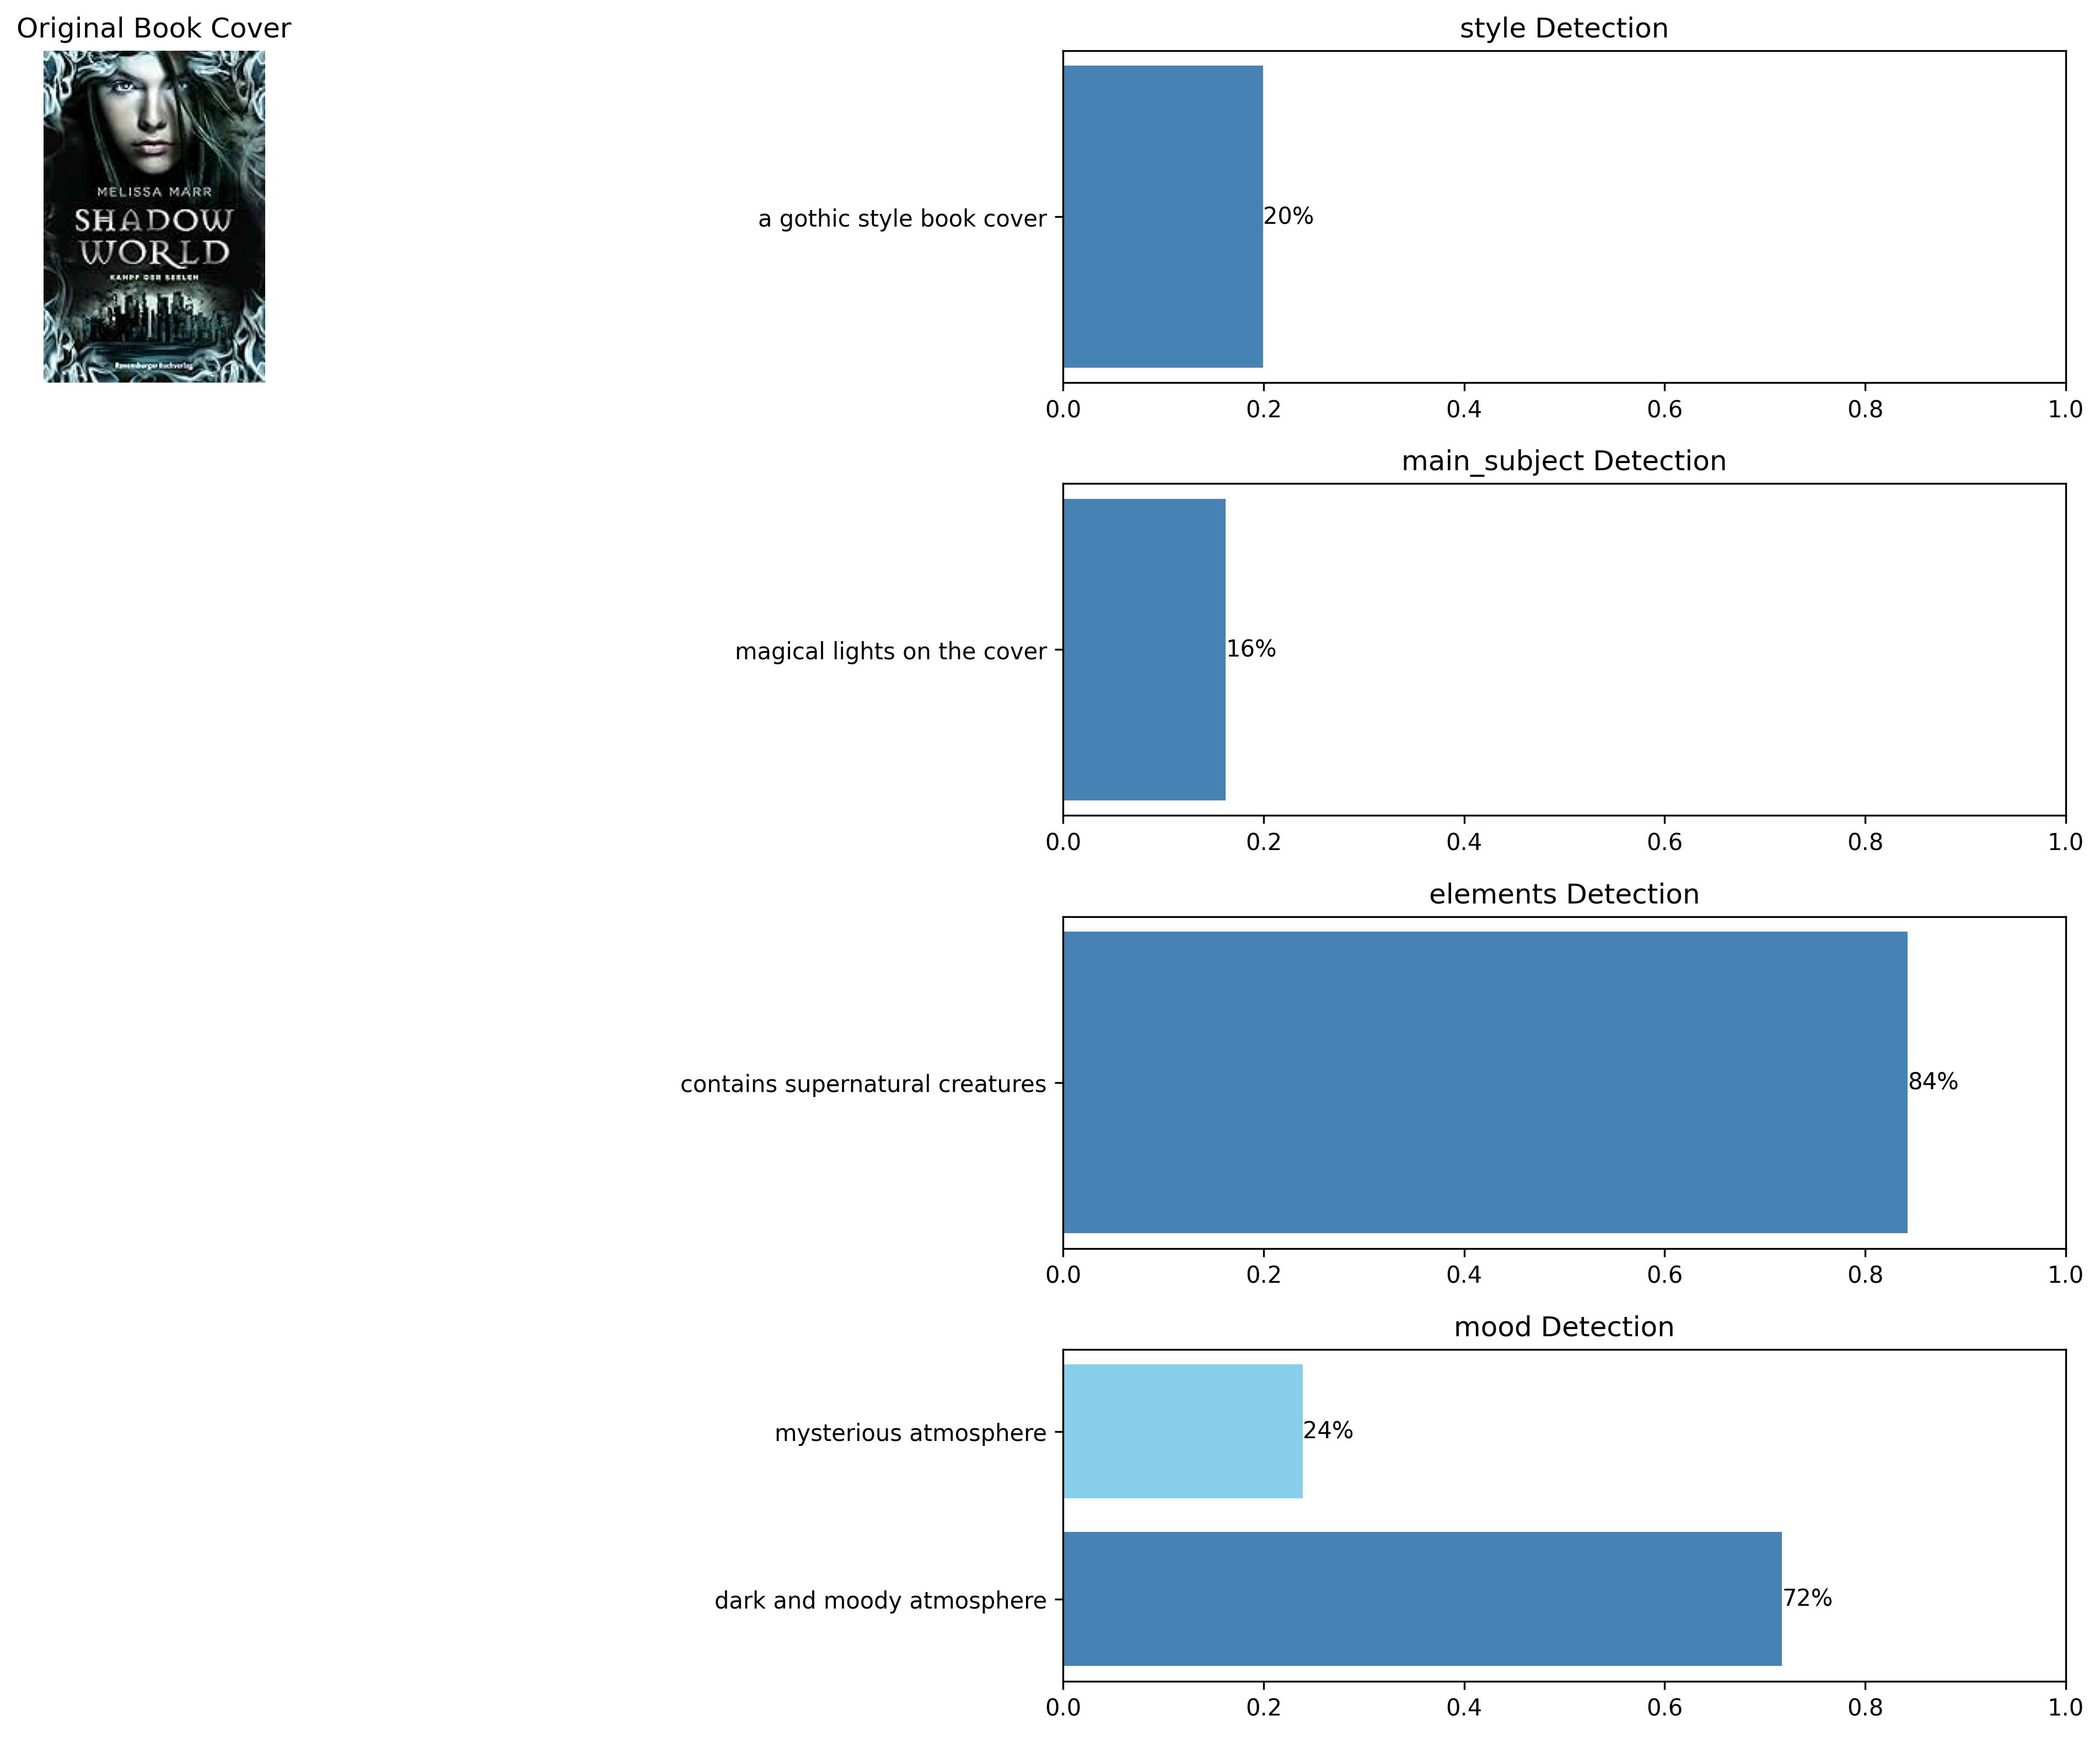 Original Book Cover
MELISSA MARR
SHADOW
WORLD
KAMPF DER SEELEN
Ravensburger Buchverlag
style Detection
a gothic style book cover
20%
0.0 0.2 0.4 0.6 0.8 1.0
main_subject Detection
magical lights on the cover
16%
0.0 0.2 0.4 0.6 0.8 1.0
elements Detection
contains supernatural creatures
84%
0.0 0.2 0.4 0.6 0.8 1.0
mood Detection
mysterious atmosphere
24%
dark and moody atmosphere
72%
0.0 0.2 0.4 0.6 0.8 1.0